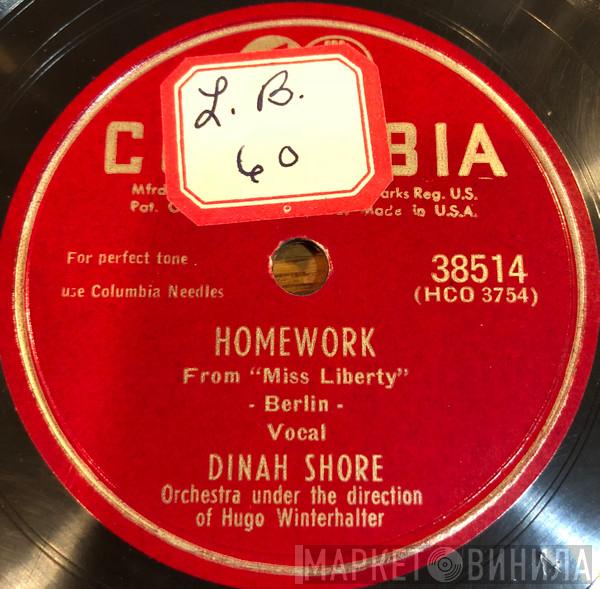 L. B.
60
C BIA
Mfrd arks Reg. U.S.
Pat. Made in U.S.A.
For perfect tone
use Columbia Needles
38514
(HCO 3754)
HOMEWORK
From "Miss Liberty"
- Berlin -
Vocal
DINAH SHORE
Orchestra under the direction
of Hugo Winterhalter
МАРКЕТ ВИНИЛА